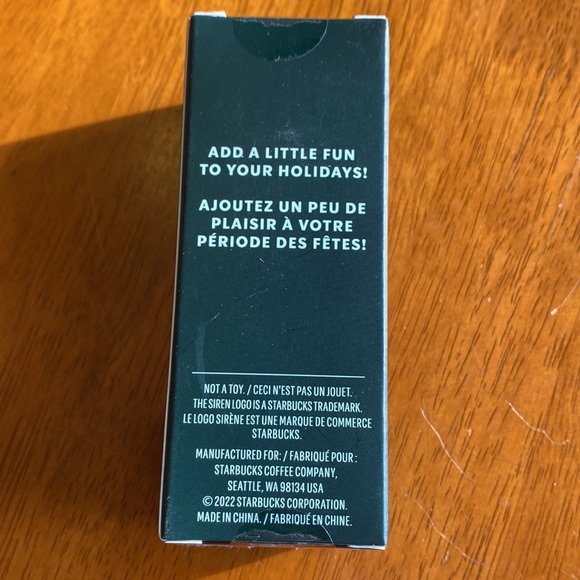 ADD A LITTLE FUN
TO YOUR HOLIDAYS!
AJOUTEZ UN PEU DE
PLAISIR À VOTRE
PÉRIODE DES FÊTES!
NOT A TOY. / CECI N'EST PAS UN JOUET.
THE SIREN LOGO IS A STARBUCKS TRADEMARK.
LE LOGO SIRÈNE EST UNE MARQUE DE COMMERCE
STARBUCKS.
MANUFACTURED FOR: / FABRIQUÉ POUR :
STARBUCKS COFFEE COMPANY,
SEATTLE, WA 98134 USA
© 2022 STARBUCKS CORPORATION.
MADE IN CHINA. / FABRIQUÉ EN CHINE.